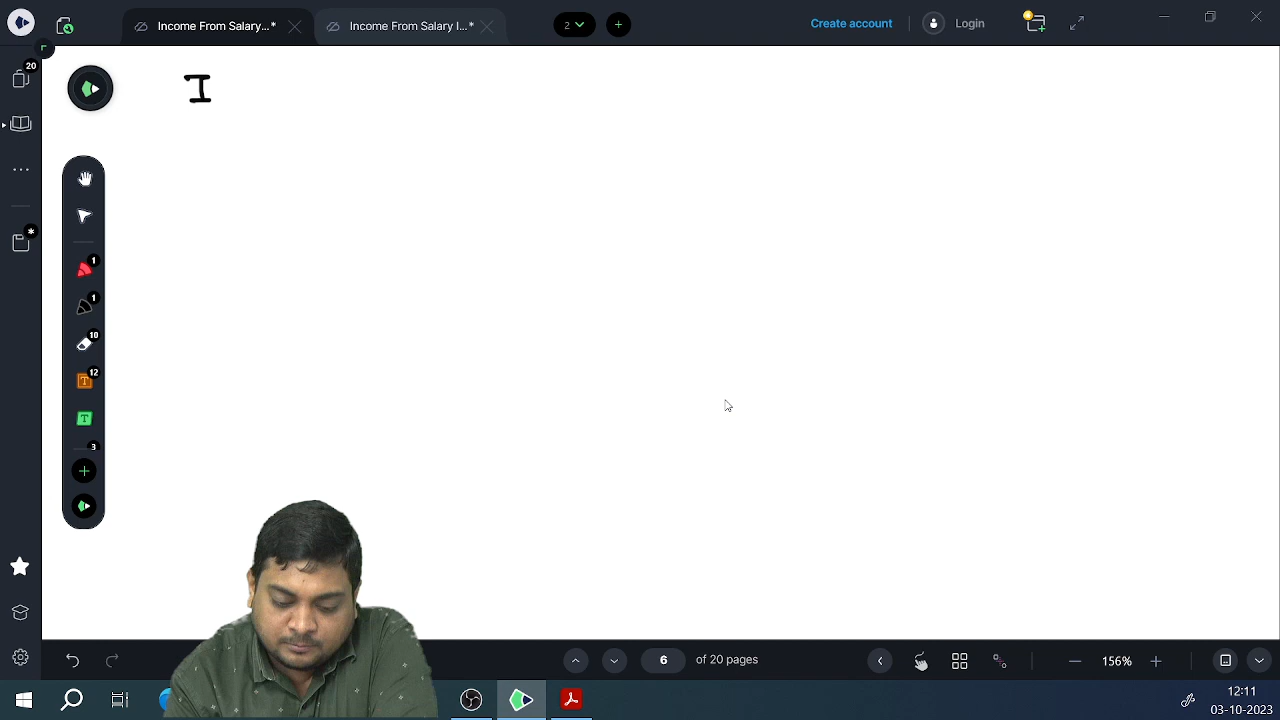 Income From Salary...*
Income From Salary I...*
2
Create account
Login
20
I
*
1
1
10
12
T
T
3
6 of 20 pages
156%
12:11
03-10-2023